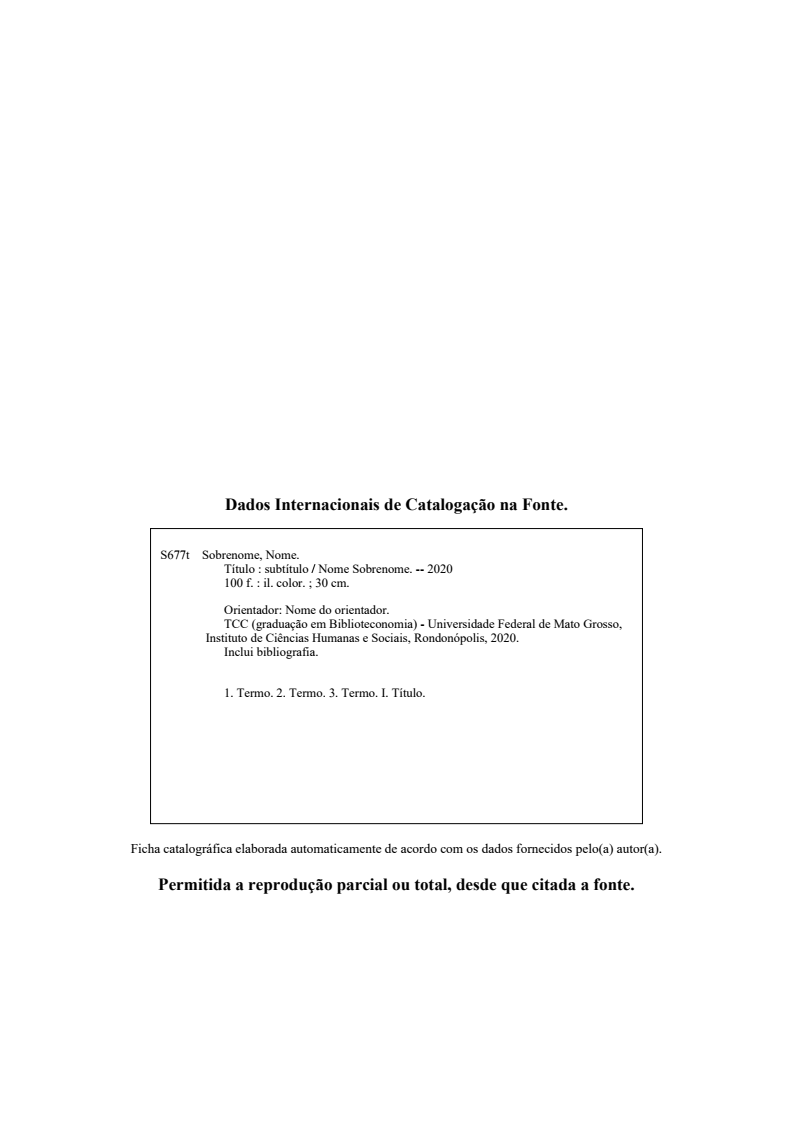 Dados Internacionais de Catalogação na Fonte.
S677t Sobrenome, Nome.
Título : subtítulo / Nome Sobrenome. -- 2020
100 f. : il. color. ; 30 cm.
Orientador: Nome do orientador.
TCC (graduação em Biblioteconomia) - Universidade Federal de Mato Grosso,
Instituto de Ciências Humanas e Sociais, Rondonópolis, 2020.
Inclui bibliografia.
1. Termo. 2. Termo. 3. Termo. I. Título.
Ficha catalográfica elaborada automaticamente de acordo com os dados fornecidos pelo(a) autor(a).
Permitida a reprodução parcial ou total, desde que citada a fonte.